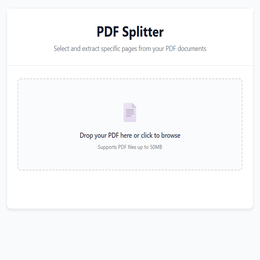 PDF Splitter
Select and extract specific pages from your PDF documents
Drop your PDF here or click to browse
Supports PDF files up to 50MB